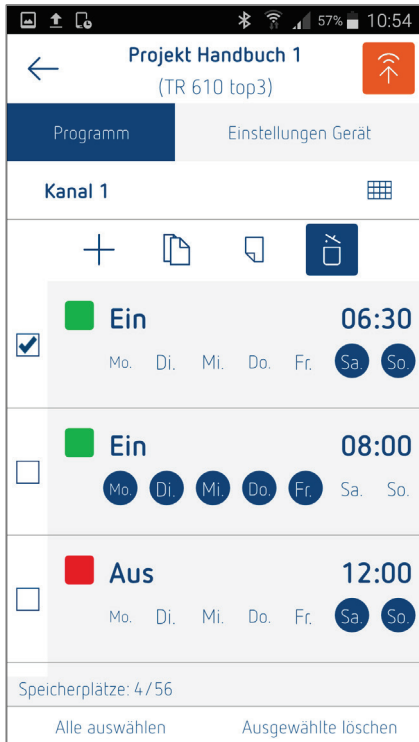 57% 10:54
Projekt Handbuch 1
(TR 610 top3)
Programm Einstellungen Gerät
Kanal 1
Ein 06:30
Mo. Di. Mi. Do. Fr. Sa. So.
Ein 08:00
Mo. Di. Mi. Do. Fr. Sa. So.
Aus 12:00
Mo. Di. Mi. Do. Fr. Sa. So.
Speicherplätze: 4/56
Alle auswählen Ausgewählte löschen